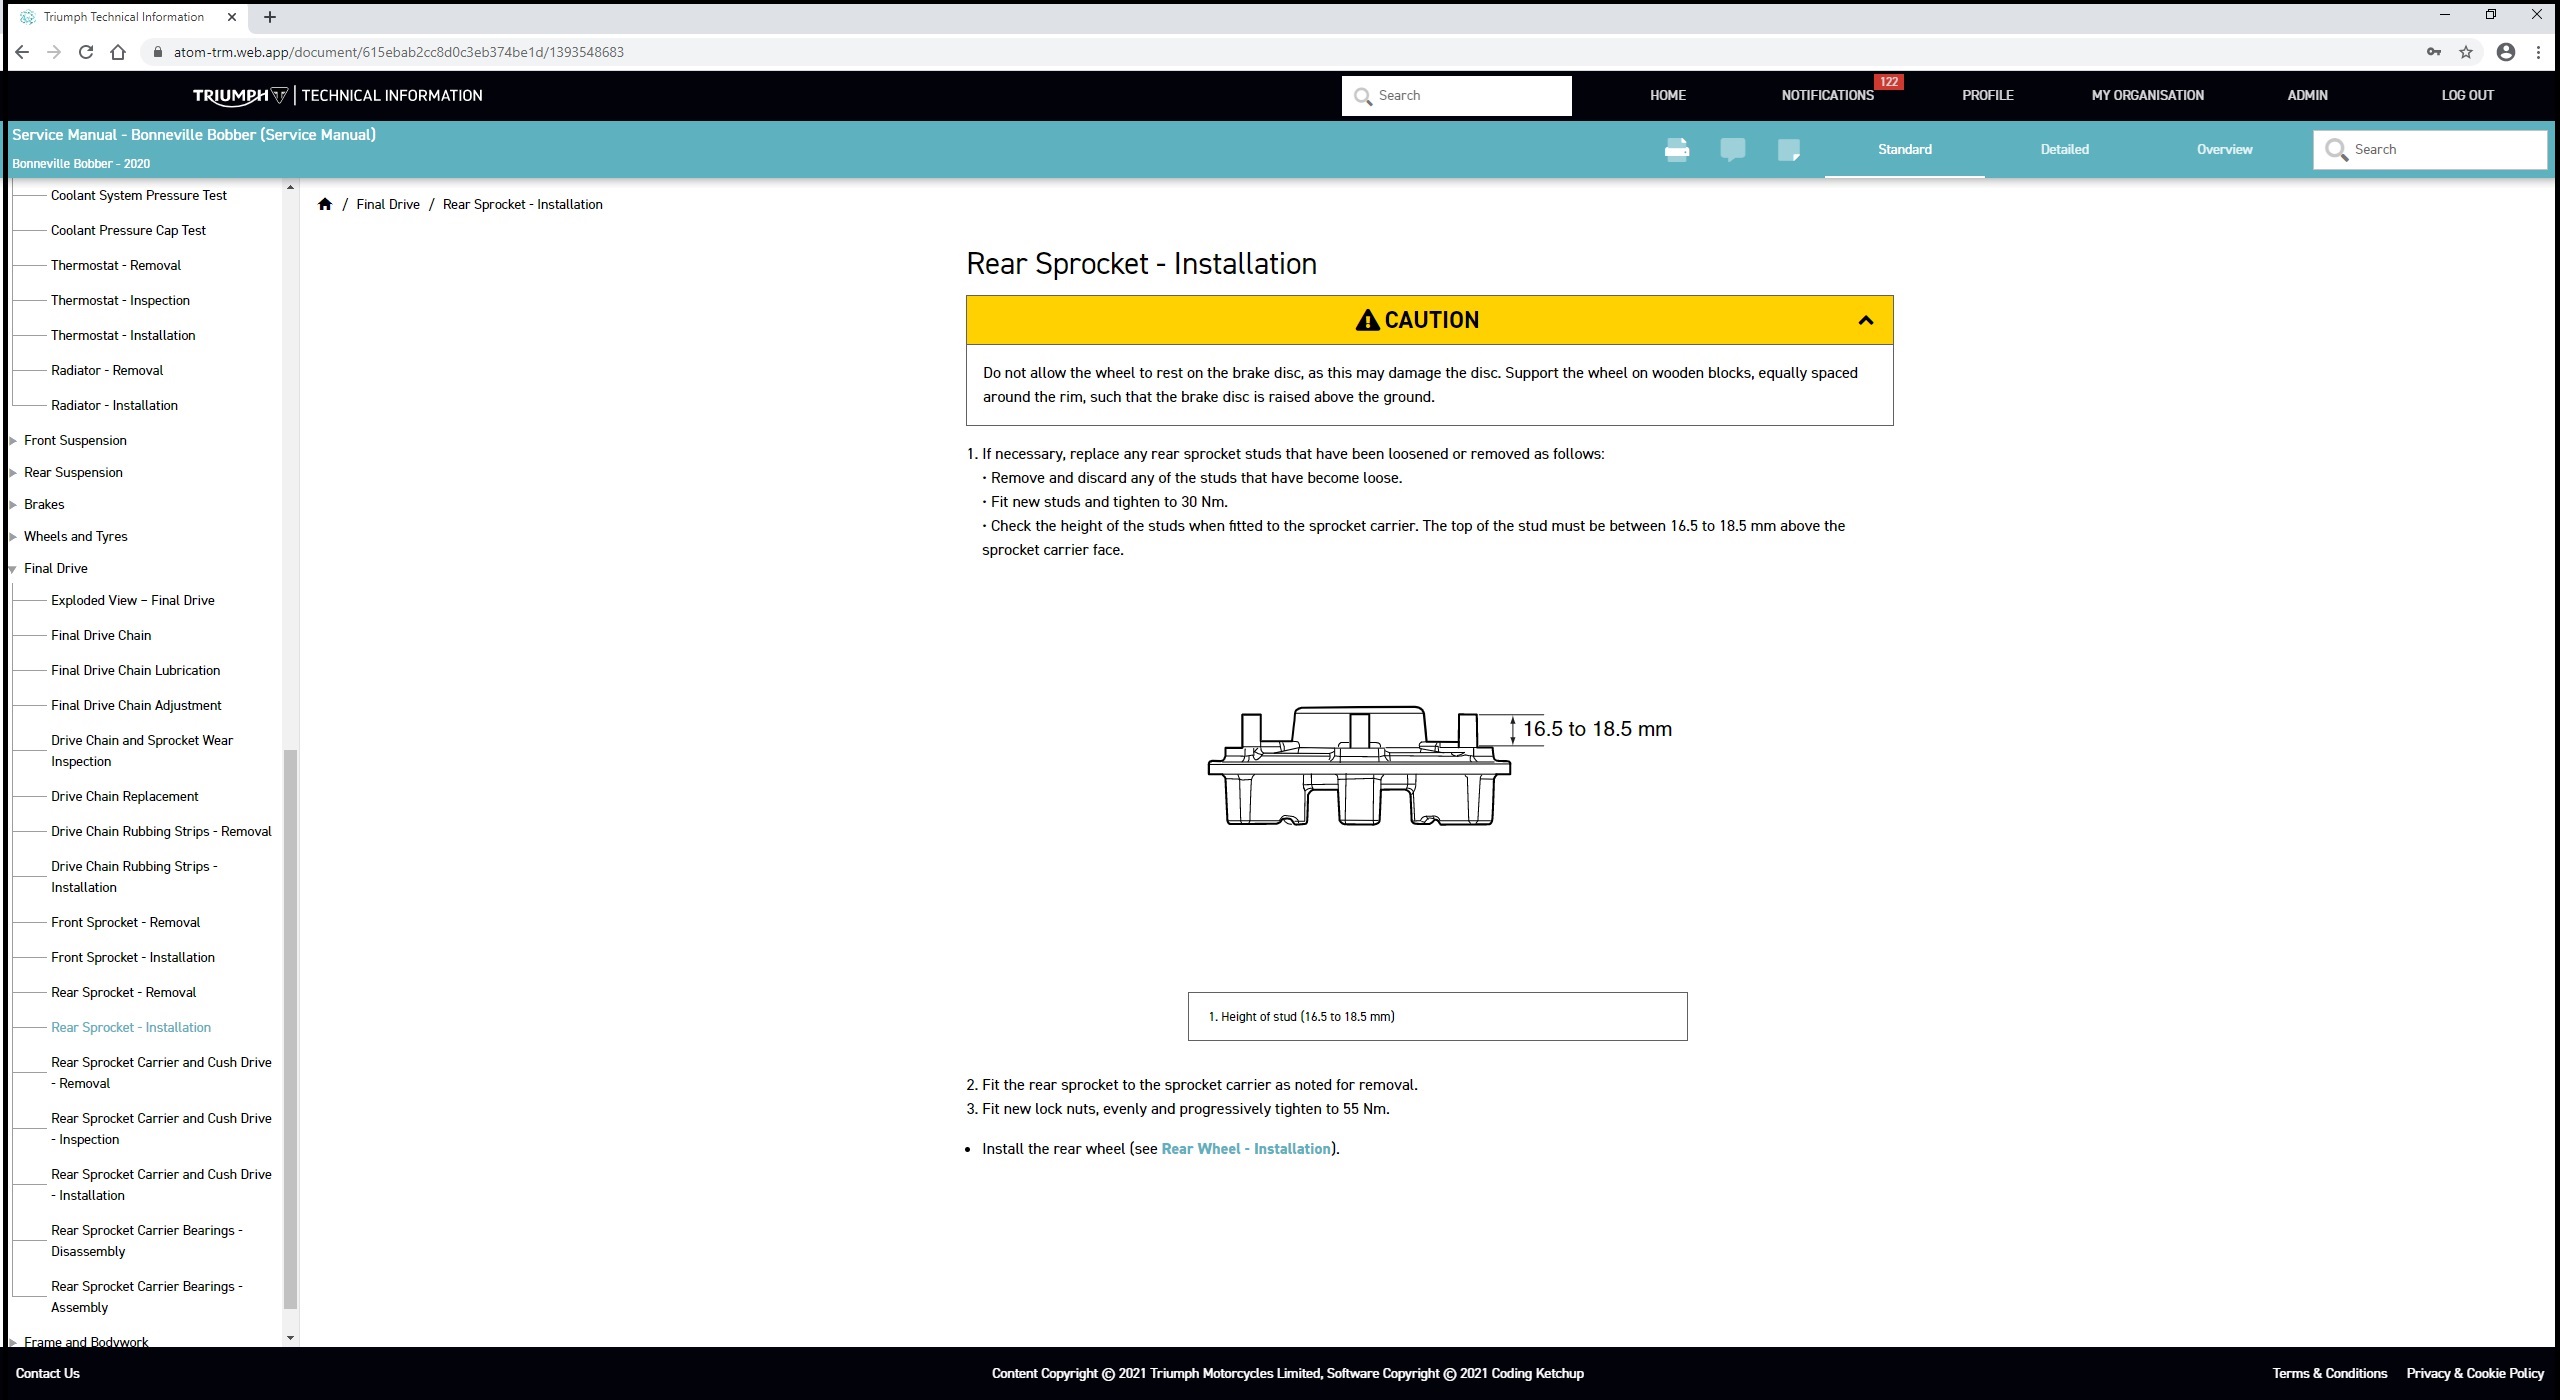 Triumph Technical Information
atom-trm.web.app/document/615ebab2cc8d0c3eb374be1d/1393548683
TRIUMPH | TECHNICAL INFORMATION
Search
HOME
NOTIFICATIONS
122
PROFILE
MY ORGANISATION
ADMIN
LOG OUT
Service Manual - Bonneville Bobber (Service Manual)
Bonneville Bobber - 2020
Standard
Detailed
Overview
Search
Coolant System Pressure Test
Coolant Pressure Cap Test
Thermostat - Removal
Thermostat - Inspection
Thermostat - Installation
Radiator - Removal
Radiator - Installation
Front Suspension
Rear Suspension
Brakes
Wheels and Tyres
Final Drive
Exploded View – Final Drive
Final Drive Chain
Final Drive Chain Lubrication
Final Drive Chain Adjustment
Drive Chain and Sprocket Wear
Inspection
Drive Chain Replacement
Drive Chain Rubbing Strips - Removal
Drive Chain Rubbing Strips -
Installation
Front Sprocket - Removal
Front Sprocket - Installation
Rear Sprocket - Removal
Rear Sprocket - Installation
Rear Sprocket Carrier and Cush Drive
- Removal
Rear Sprocket Carrier and Cush Drive
- Inspection
Rear Sprocket Carrier and Cush Drive
- Installation
Rear Sprocket Carrier Bearings -
Disassembly
Rear Sprocket Carrier Bearings -
Assembly
Frame and Bodywork
/ Final Drive / Rear Sprocket - Installation
Rear Sprocket - Installation
CAUTION
Do not allow the wheel to rest on the brake disc, as this may damage the disc. Support the wheel on wooden blocks, equally spaced
around the rim, such that the brake disc is raised above the ground.
1. If necessary, replace any rear sprocket studs that have been loosened or removed as follows:
· Remove and discard any of the studs that have become loose.
· Fit new studs and tighten to 30 Nm.
· Check the height of the studs when fitted to the sprocket carrier. The top of the stud must be between 16.5 to 18.5 mm above the
sprocket carrier face.
16.5 to 18.5 mm
1. Height of stud (16.5 to 18.5 mm)
2. Fit the rear sprocket to the sprocket carrier as noted for removal.
3. Fit new lock nuts, evenly and progressively tighten to 55 Nm.
• Install the rear wheel (see Rear Wheel - Installation).
Contact Us
Content Copyright © 2021 Triumph Motorcycles Limited, Software Copyright © 2021 Coding Ketchup
Terms & Conditions
Privacy & Cookie Policy